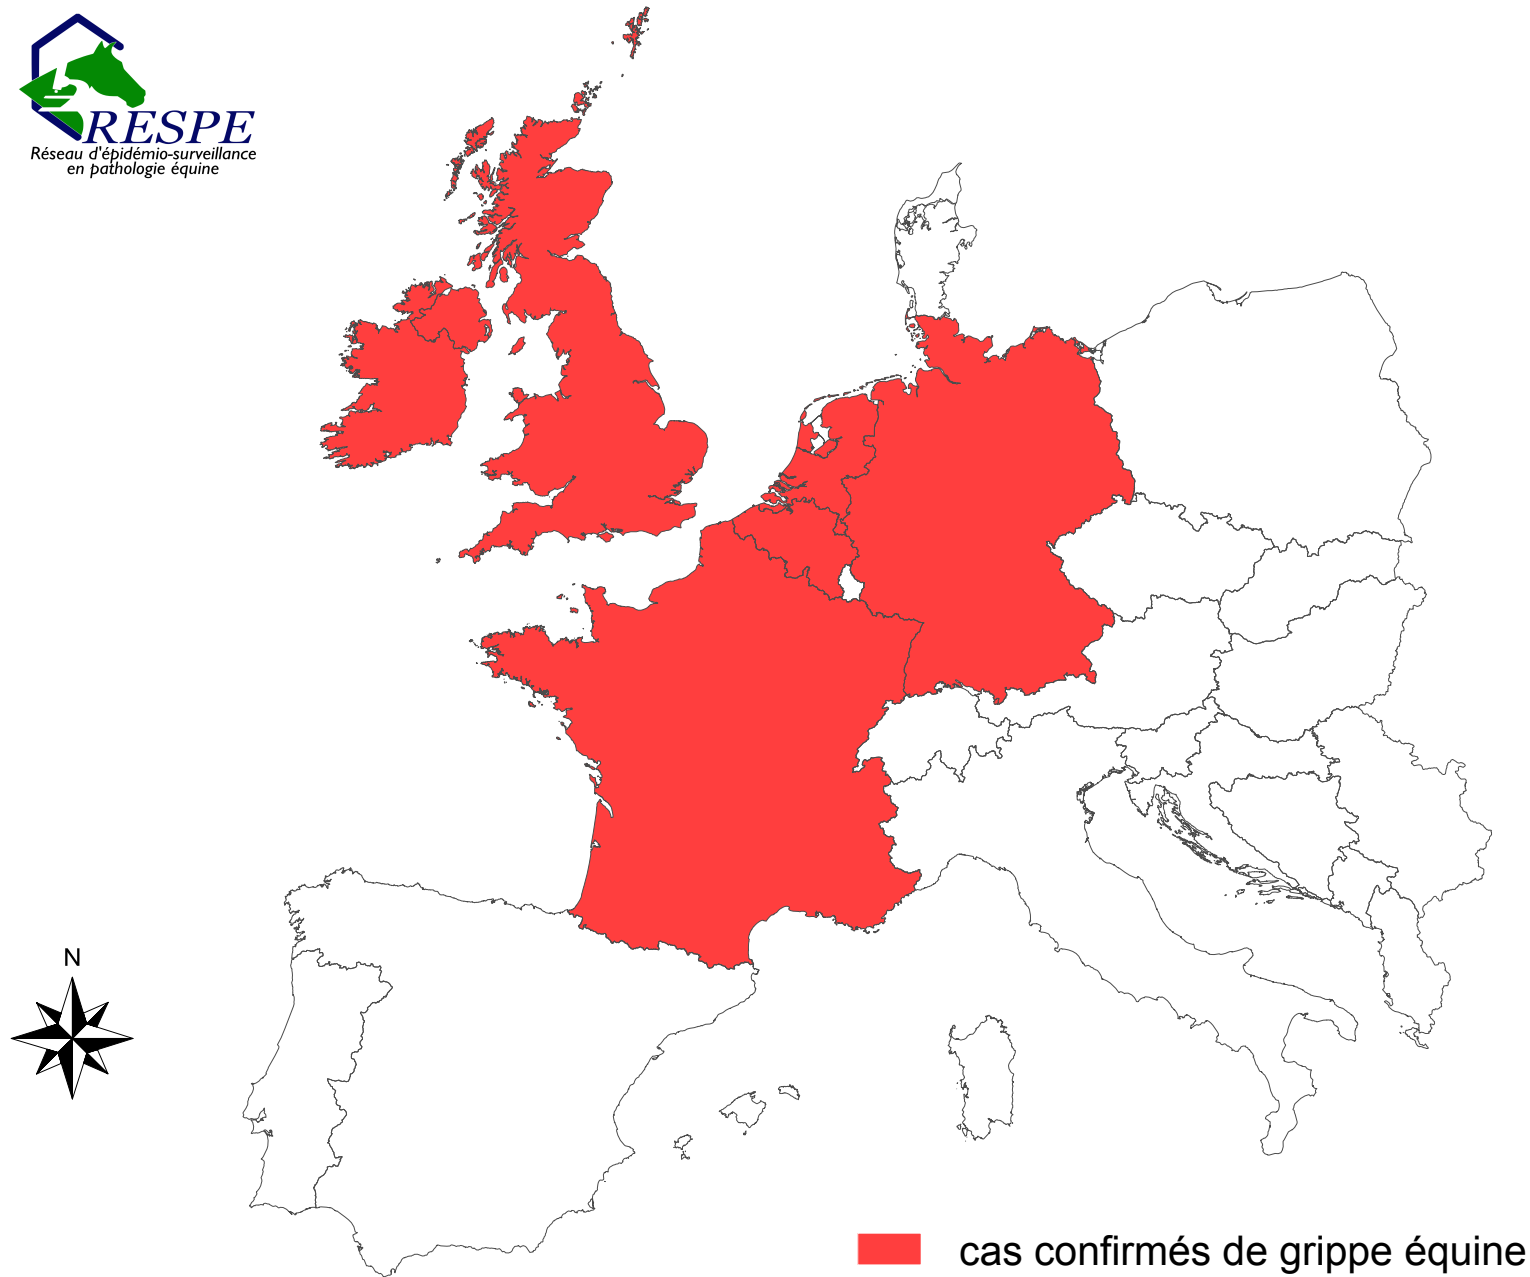 RESPE
Réseau d'épidémio-surveillance
en pathologie équine
N
cas confirmés de grippe équine